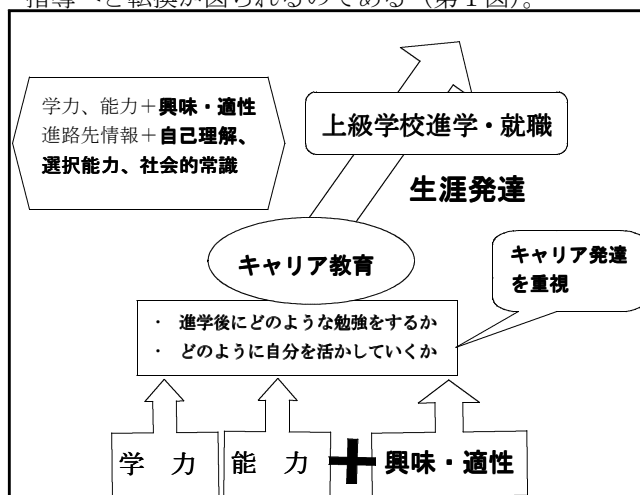 指導へと転換が図られるのである（第１図）。
学力、能力＋興味・適性
進路先情報＋自己理解、
選択能力、社会的常識
上級学校進学・就職
生涯発達
キャリア教育
キャリア発達
を重視
・ 進学後にどのような勉強をするか
・ どのように自分を活かしていくか
学 力 能 力 ＋ 興味・適性